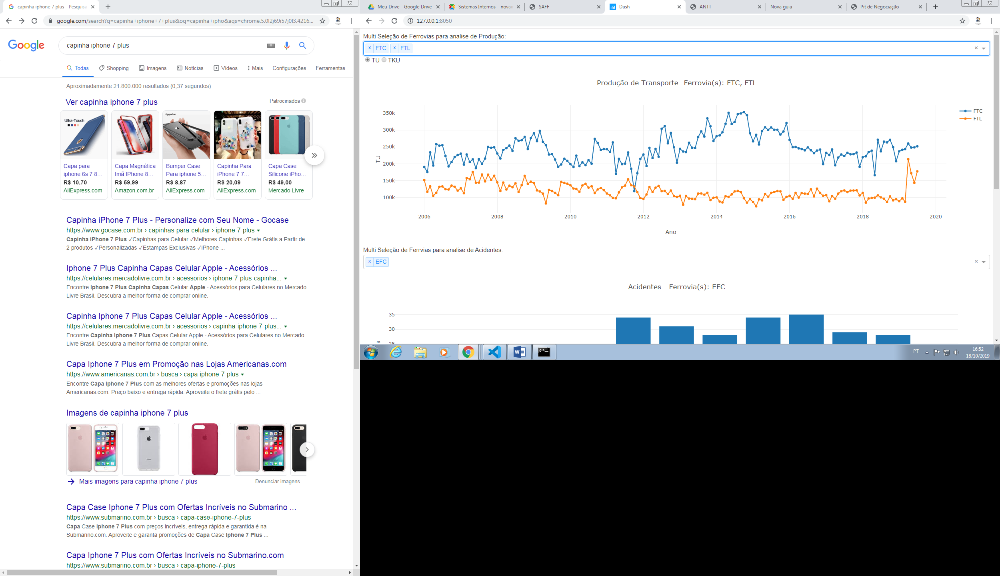 capinha iphone 7 plus - Pesquisa
google.com/search?q=capinha+iphone+7+plus&oq=capinha+ipho&aqs=chrome.5.0l2j69i57j0l3.4216...
Google
capinha iphone 7 plus
Todas Shopping Imagens Notícias Vídeos Mais Configurações Ferramentas
Aproximadamente 21.800.000 resultados (0,37 segundos)
Ver capinha iphone 7 plus
Patrocinados
Ultra-Touch
Capa para
iphone 6s 7 8...
R$ 10,70
AliExpress.com
Capa Magnética
Imã IPhone 8...
R$ 59,99
Amazon.com.br
Oppselve
Bumper Case
Para iphone 5...
R$ 8,87
AliExpress.com
Capinha Para
iPhone 7 7...
R$ 20,09
AliExpress.com
Capa Case
Silicone iPho...
R$ 49,00
Mercado Livre
Capinha iPhone 7 Plus - Personalize com Seu Nome - Gocase
https://www.gocase.com.br › capinhas-para-celular › iphone-7-plus
Capinha iPhone 7 Plus ✓Capinhas para Celular ✓Melhores Capinhas ✓Frete Grátis a Partir de
2 produtos ✓Personalizadas ✓Estampas Exclusivas ✓iPhone ...
Iphone 7 Plus Capinha Capas Celular Apple - Acessórios ...
https://celulares.mercadolivre.com.br › acessorios › iphone-7-plus-capinha...
Encontre Iphone 7 Plus Capinha Capas Celular Apple - Acessórios para Celulares no Mercado
Livre Brasil. Descubra a melhor forma de comprar online.
Capinha Iphone 7 Plus Capas Celular Apple - Acessórios ...
https://celulares.mercadolivre.com.br › acessorios › capinha-iphone-7-plus...
Encontre Capinha Iphone 7 Plus Capas Celular Apple - Acessórios para Celulares no Mercado
Livre Brasil. Descubra a melhor forma de comprar online.
Capa Iphone 7 Plus em Promoção nas Lojas Americanas.com
https://www.americanas.com.br › busca › capa-iphone-7-plus
Encontre Capa Iphone 7 Plus com as melhores ofertas e promoções nas lojas
Americanas.com. Preço baixo e entrega rápida. Aproveite o frete grátis pelo ...
Imagens de capinha iphone 7 plus
Mais imagens para capinha iphone 7 plus
Denunciar imagens
Capa Case Iphone 7 Plus com Ofertas Incríveis no Submarino ...
https://www.submarino.com.br › busca › capa-case-iphone-7-plus
Capa Case Iphone 7 Plus com preços incríveis, entrega rápida e garantida é na
Submarino.com. Aproveite e garanta promoções de Capa Case Iphone 7 Plus ...
Capa Iphone 7 Plus com Ofertas Incríveis no Submarino.com
https://www.submarino.com.br › busca › capa-iphone-7-plus
Meu Drive - Google Drive
Sistemas Internos – novai
SAFF
Dash
ANTT
Nova guia
Pit de Negociação
127.0.0.1:8050
Multi Seleção de Ferrovias para analise de Produção:
× FTC × FTL
TU TKU
Produção de Transporte- Ferrovia(s): FTC, FTL
FTC
FTL
350k
300k
250k
200k
150k
100k
TU
2006 2008 2010 2012 2014 2016 2018 2020
Ano
Multi Seleção de Ferrvias para analise de Acidentes:
× EFC
Acidentes - Ferrovia(s): EFC
35
30
25
s
C:\_
PT
16:52
18/10/2019